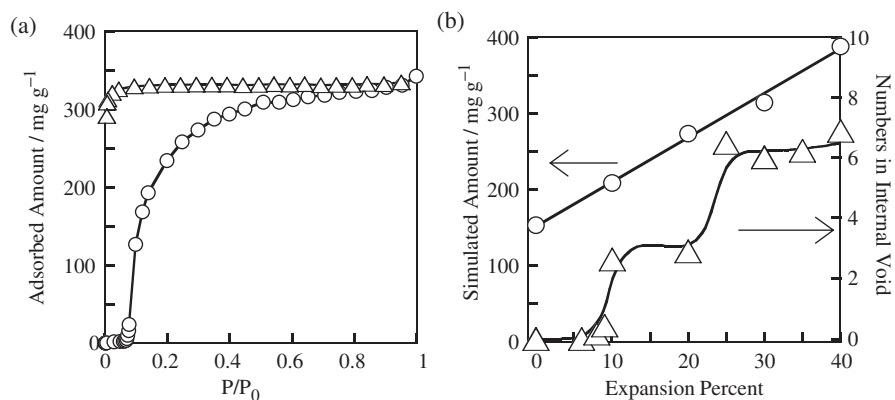 (a)
400
300
200
100
0
Adsorbed Amount / mg g⁻¹
0 0.2 0.4 0.6 0.8 1
P/P₀
(b)
400
300
200
100
0
Simulated Amount / mg g⁻¹
10
8
6
4
2
0
Numbers in Internal Void
0 10 20 30 40
Expansion Percent